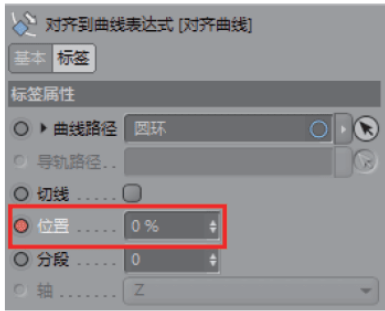 对齐到曲线表达式 [对齐曲线]
基本 标签
标签属性
曲线路径 圆环
导轨路径..
切线 .....
位置 ..... 0 %
分段 ..... 0
轴 ....... Z